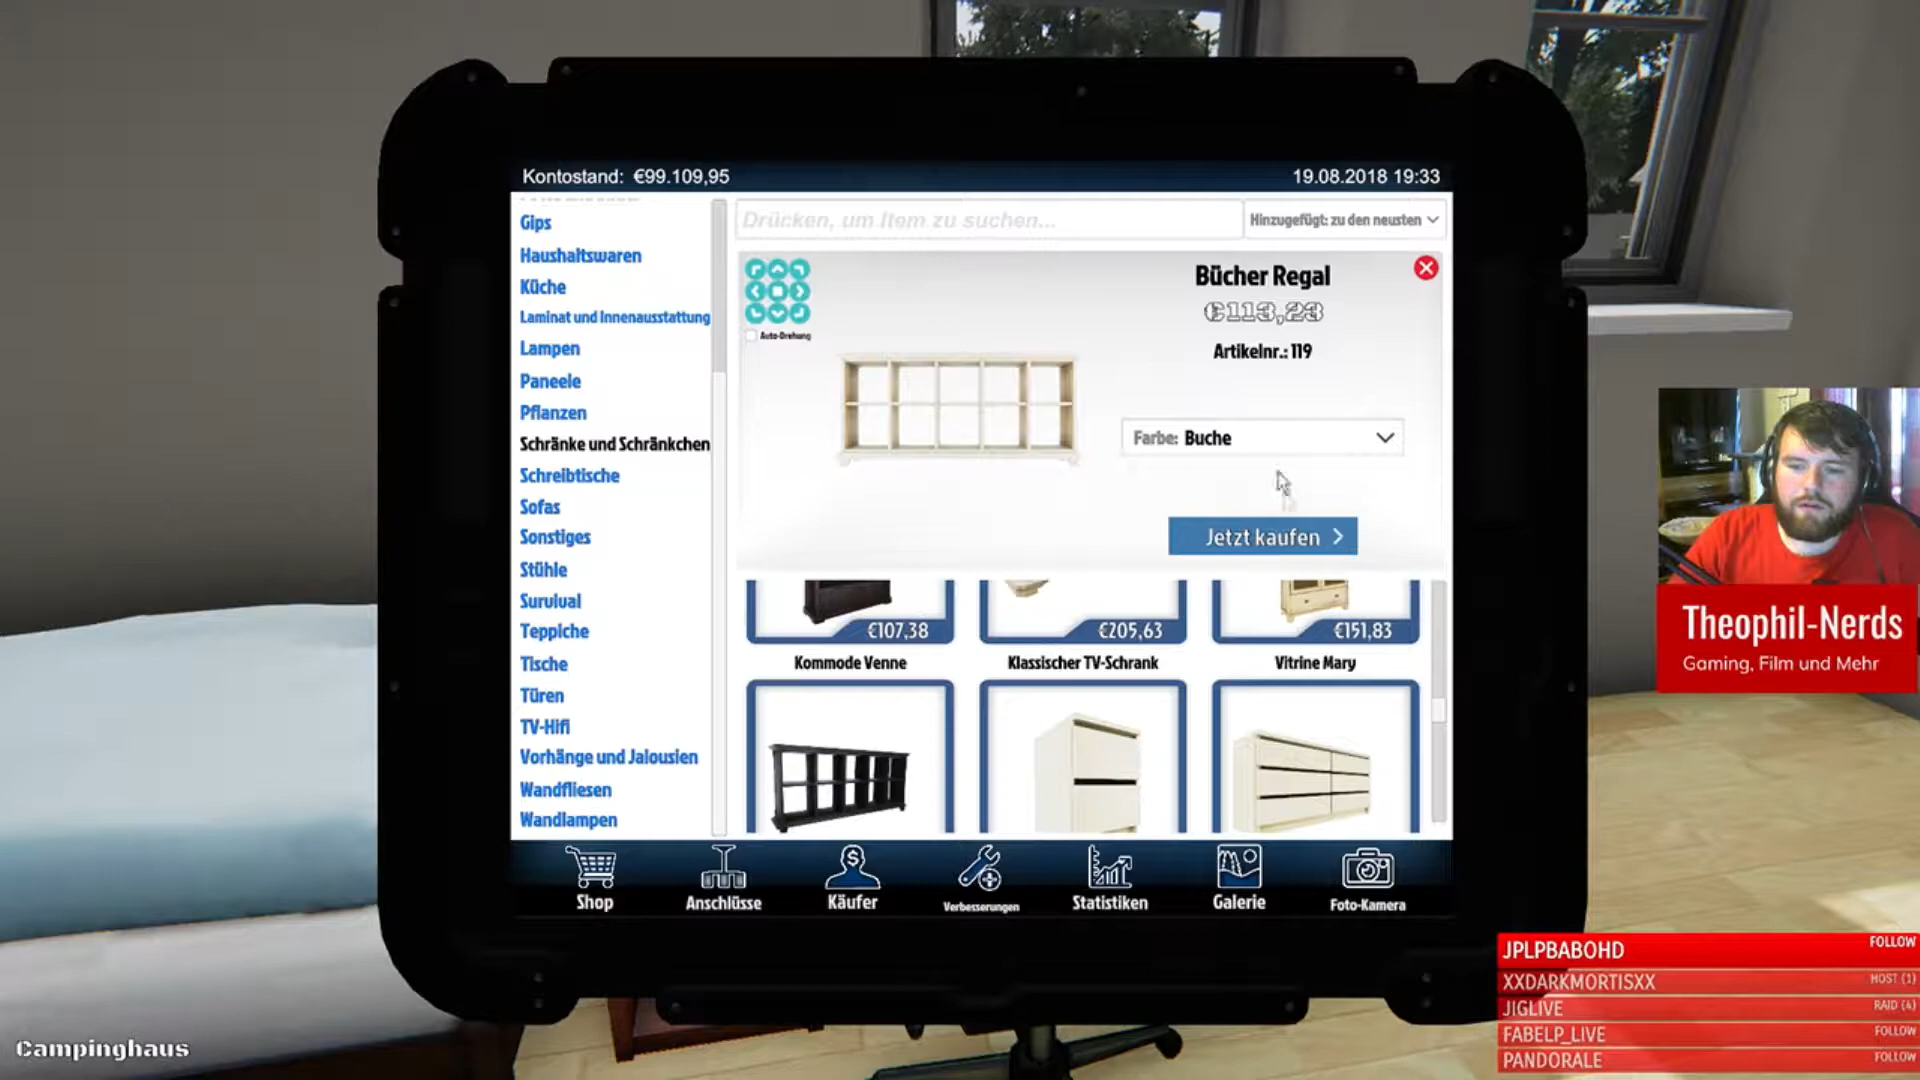 Kontostand: €99.109,95
19.08.2018 19:33
Gips
Haushaltswaren
Küche
Laminat und Innenausstattung
Lampen
Paneele
Pflanzen
Schränke und Schränkchen
Schreibtische
Sofas
Sonstiges
Stühle
Survival
Teppiche
Tische
Türen
TV-Hifi
Vorhänge und Jalousien
Wandfliesen
Wandlampen
Drücken, um Item zu suchen...
Hinzugefügt: zu den neusten
Auto-Drehung
Bücher Regal
€113,23
Artikelnr.: 119
Farbe: Buche
Jetzt kaufen
€107,38
€205,63
€151,83
Kommode Venne
Klassischer TV-Schrank
Vitrine Mary
Shop
Anschlüsse
Käufer
Verbesserungen
Statistiken
Galerie
Foto-Kamera
Theophil-Nerds
Gaming, Film und Mehr
JPLPBABOHD FOLLOW
XXDARKMORTISXX HOST (1)
JIGLIVE RAID (4)
FABELP_LIVE FOLLOW
PANDORALE FOLLOW
Campinghaus